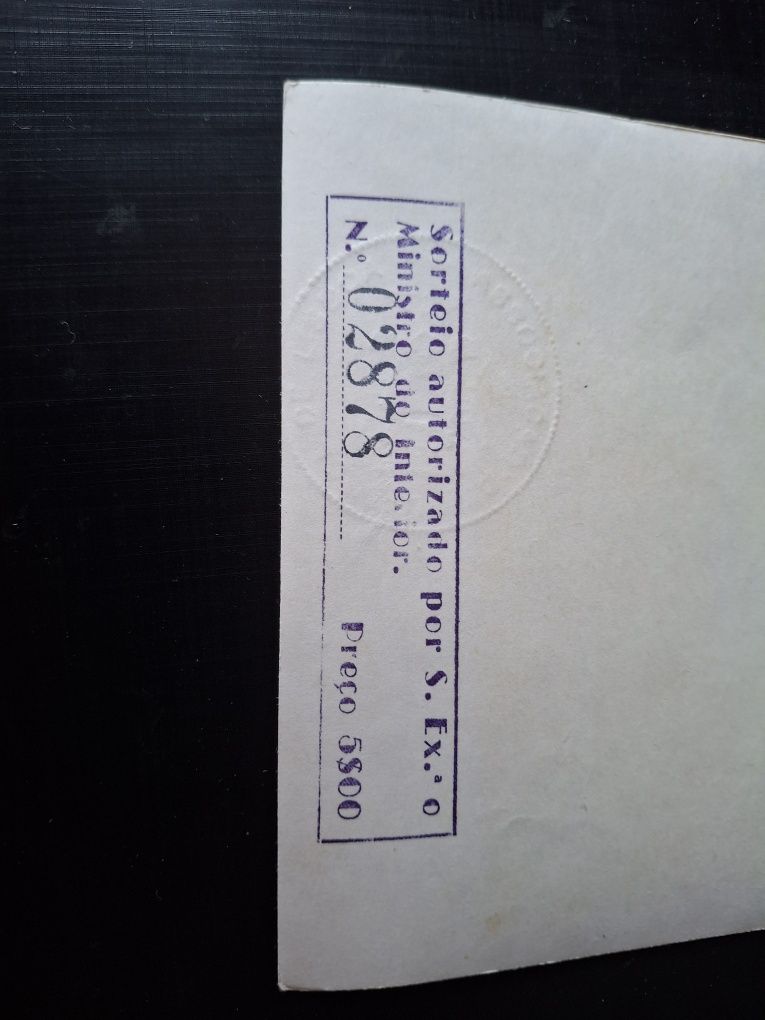 Sorteio autorizado por S. Ex.ª o
Ministro do Interior.
N.º 02878 Preço 5$00